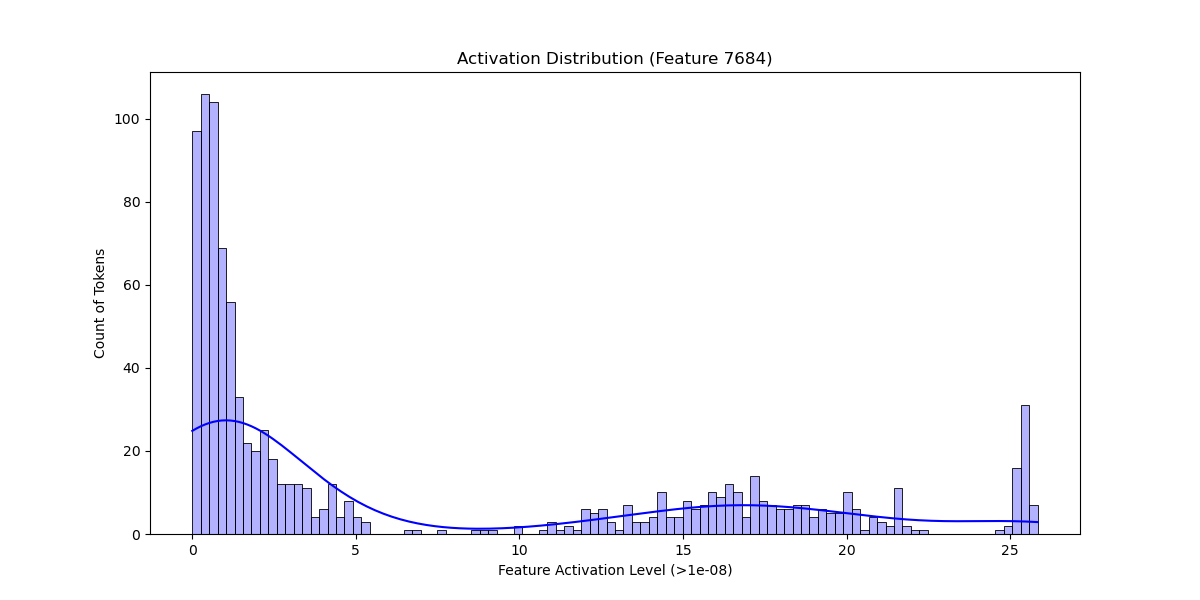 Activation Distribution (Feature 7684)
Count of Tokens
100
80
60
40
20
0
0 5 10 15 20 25
Feature Activation Level (>1e-08)